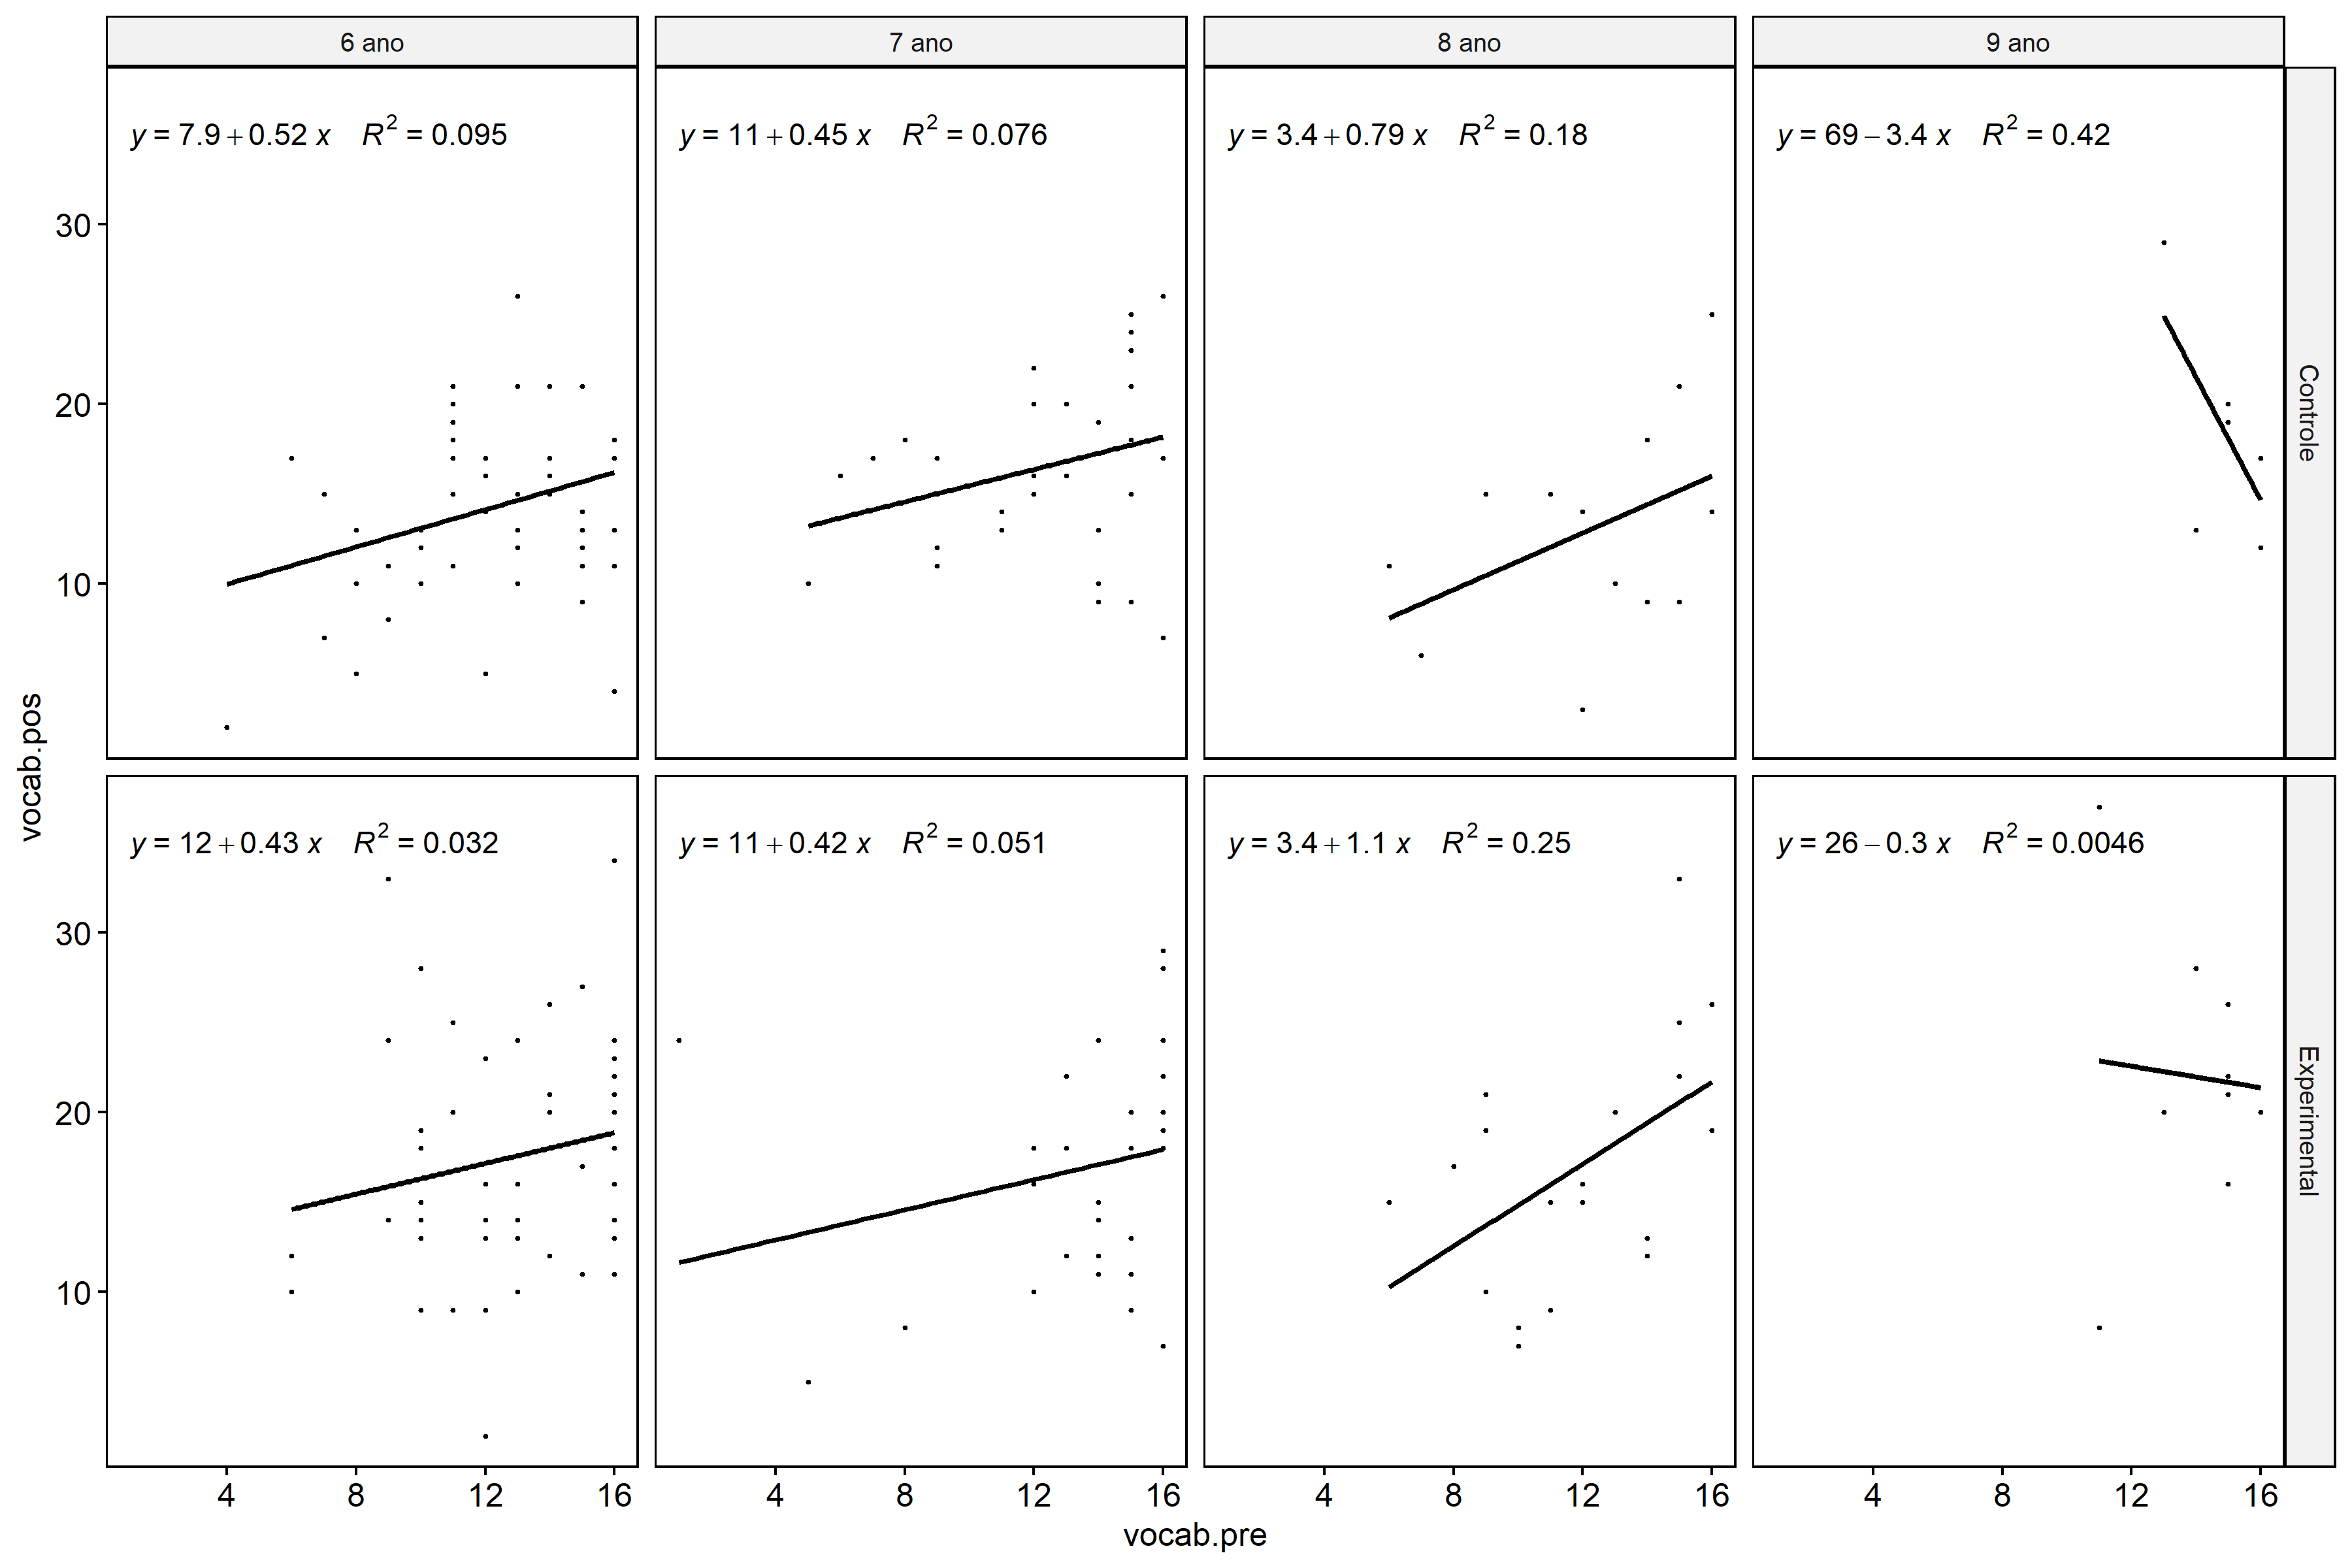 6 ano 7 ano 8 ano 9 ano
y = 7.9 + 0.52 x R² = 0.095
y = 11 + 0.45 x R² = 0.076
y = 3.4 + 0.79 x R² = 0.18
y = 69 − 3.4 x R² = 0.42
30
20
10
Controle
vocab.pos
y = 12 + 0.43 x R² = 0.032
y = 11 + 0.42 x R² = 0.051
y = 3.4 + 1.1 x R² = 0.25
y = 26 − 0.3 x R² = 0.0046
30
20
10
Experimental
4 8 12 16 4 8 12 16 4 8 12 16 4 8 12 16
vocab.pre